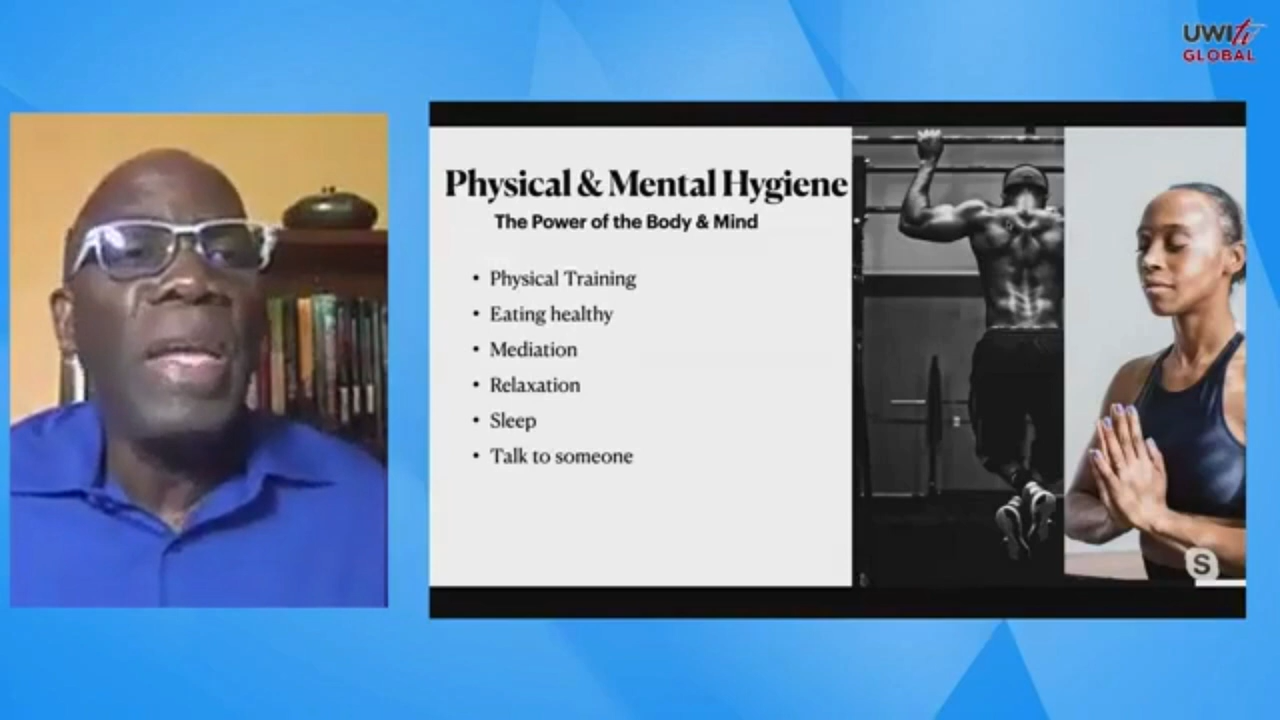 UWItv
GLOBAL
Physical & Mental Hygiene
The Power of the Body & Mind
• Physical Training
• Eating healthy
• Mediation
• Relaxation
• Sleep
• Talk to someone
S